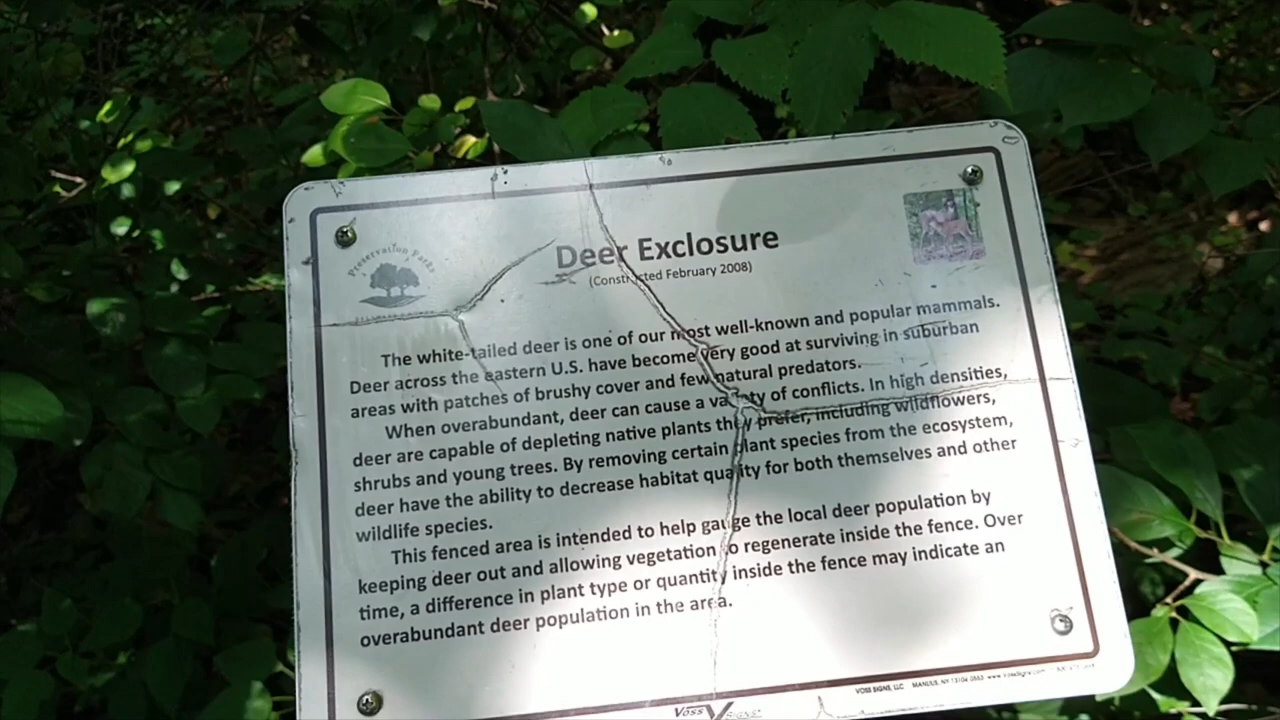 Preservation Parks
Deer Exclosure
(Constructed February 2008)
The white-tailed deer is one of our most well-known and popular mammals.
Deer across the eastern U.S. have become very good at surviving in suburban
areas with patches of brushy cover and few natural predators.
When overabundant, deer can cause a variety of conflicts. In high densities,
deer are capable of depleting native plants they prefer, including wildflowers,
shrubs and young trees. By removing certain plant species from the ecosystem,
deer have the ability to decrease habitat quality for both themselves and other
wildlife species.
This fenced area is intended to help gauge the local deer population by
keeping deer out and allowing vegetation to regenerate inside the fence. Over
time, a difference in plant type or quantity inside the fence may indicate an
overabundant deer population in the area.
VOSS SIGNS, LLC MANLIUS, NY 13104-0553 www.vosssigns.com
VOSS SIGNS